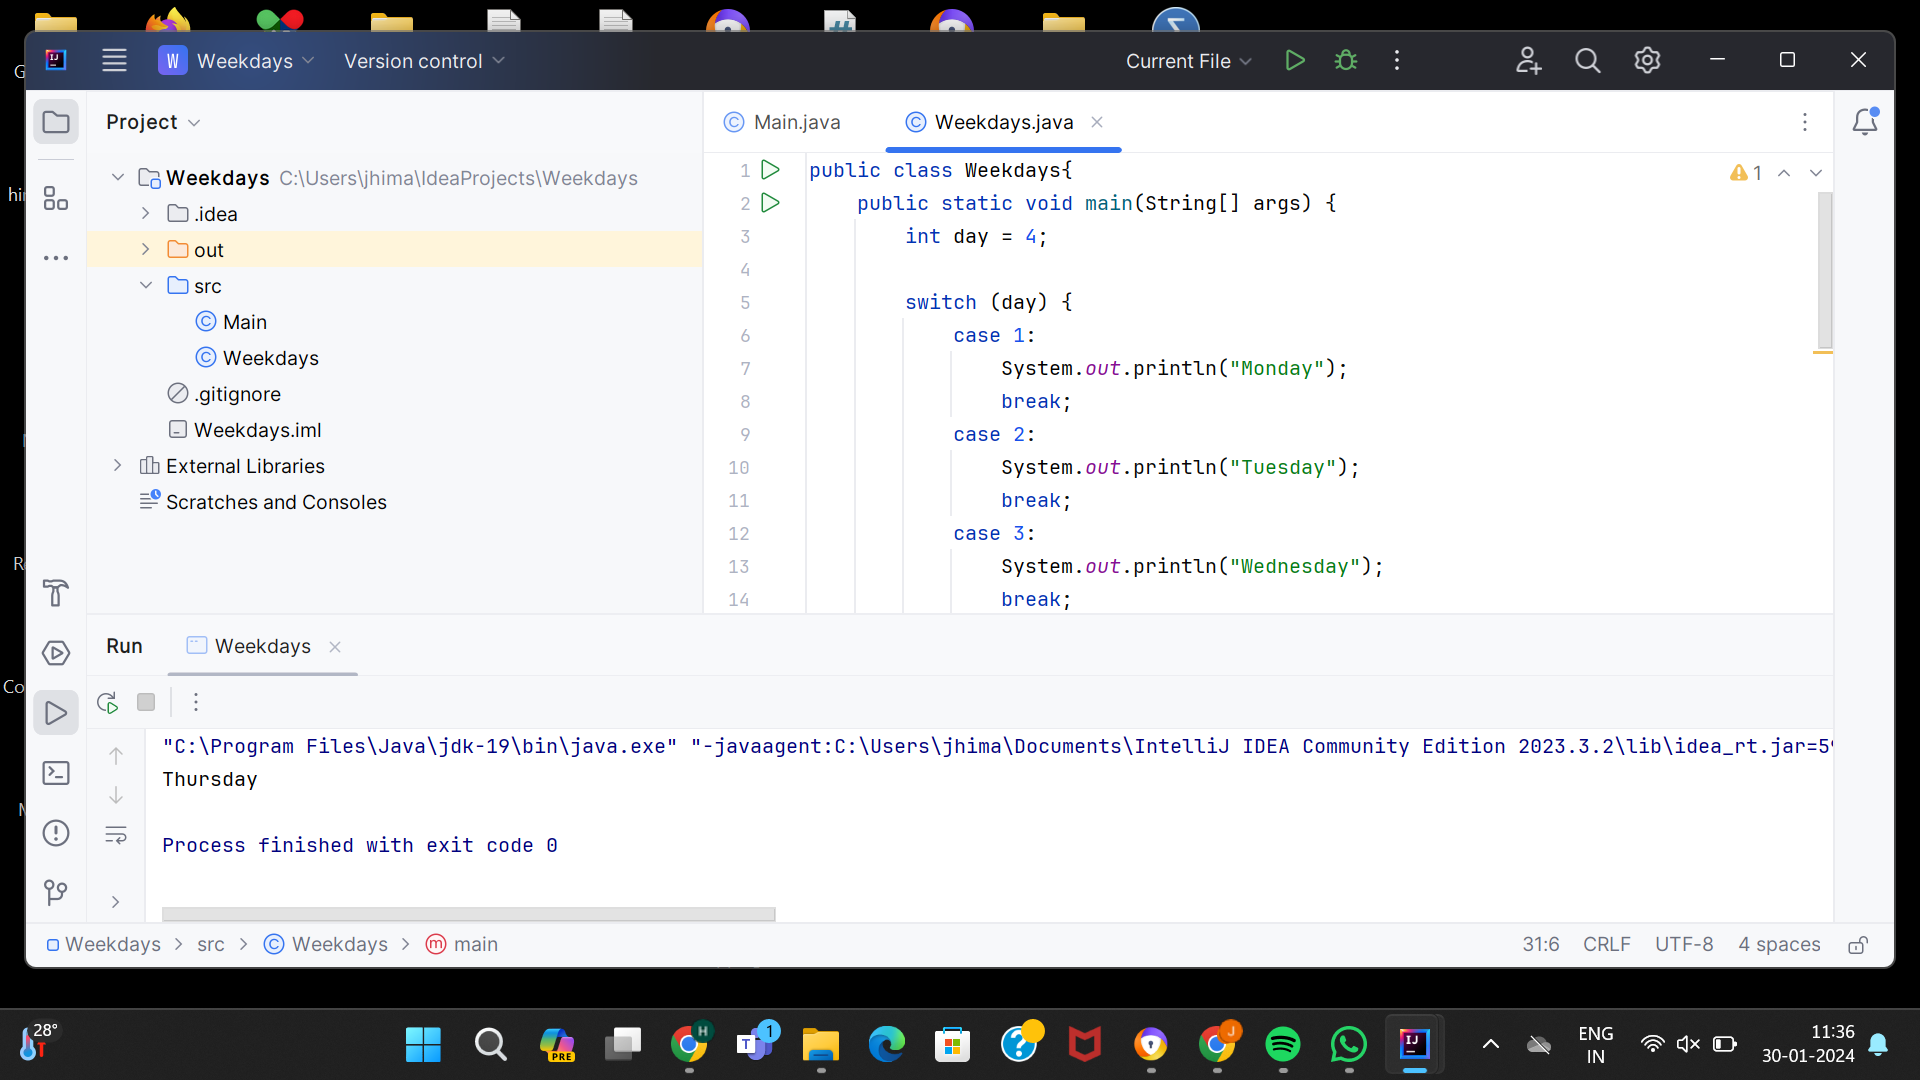 W Weekdays Version control Current File
Project
Weekdays C:\Users\jhima\IdeaProjects\Weekdays
.idea
out
src
Main
Weekdays
.gitignore
Weekdays.iml
External Libraries
Scratches and Consoles
Main.java Weekdays.java
1 public class Weekdays{
2 public static void main(String[] args) {
3 int day = 4;
4
5 switch (day) {
6 case 1:
7 System.out.println("Monday");
8 break;
9 case 2:
10 System.out.println("Tuesday");
11 break;
12 case 3:
13 System.out.println("Wednesday");
14 break;
1
Run Weekdays
"C:\Program Files\Java\jdk-19\bin\java.exe" "-javaagent:C:\Users\jhima\Documents\IntelliJ IDEA Community Edition 2023.3.2\lib\idea_rt.jar=5
Thursday
Process finished with exit code 0
Weekdays > src > Weekdays > main 31:6 CRLF UTF-8 4 spaces
28°
PRE
H
T 1
J
IJ
ENG
IN
11:36
30-01-2024